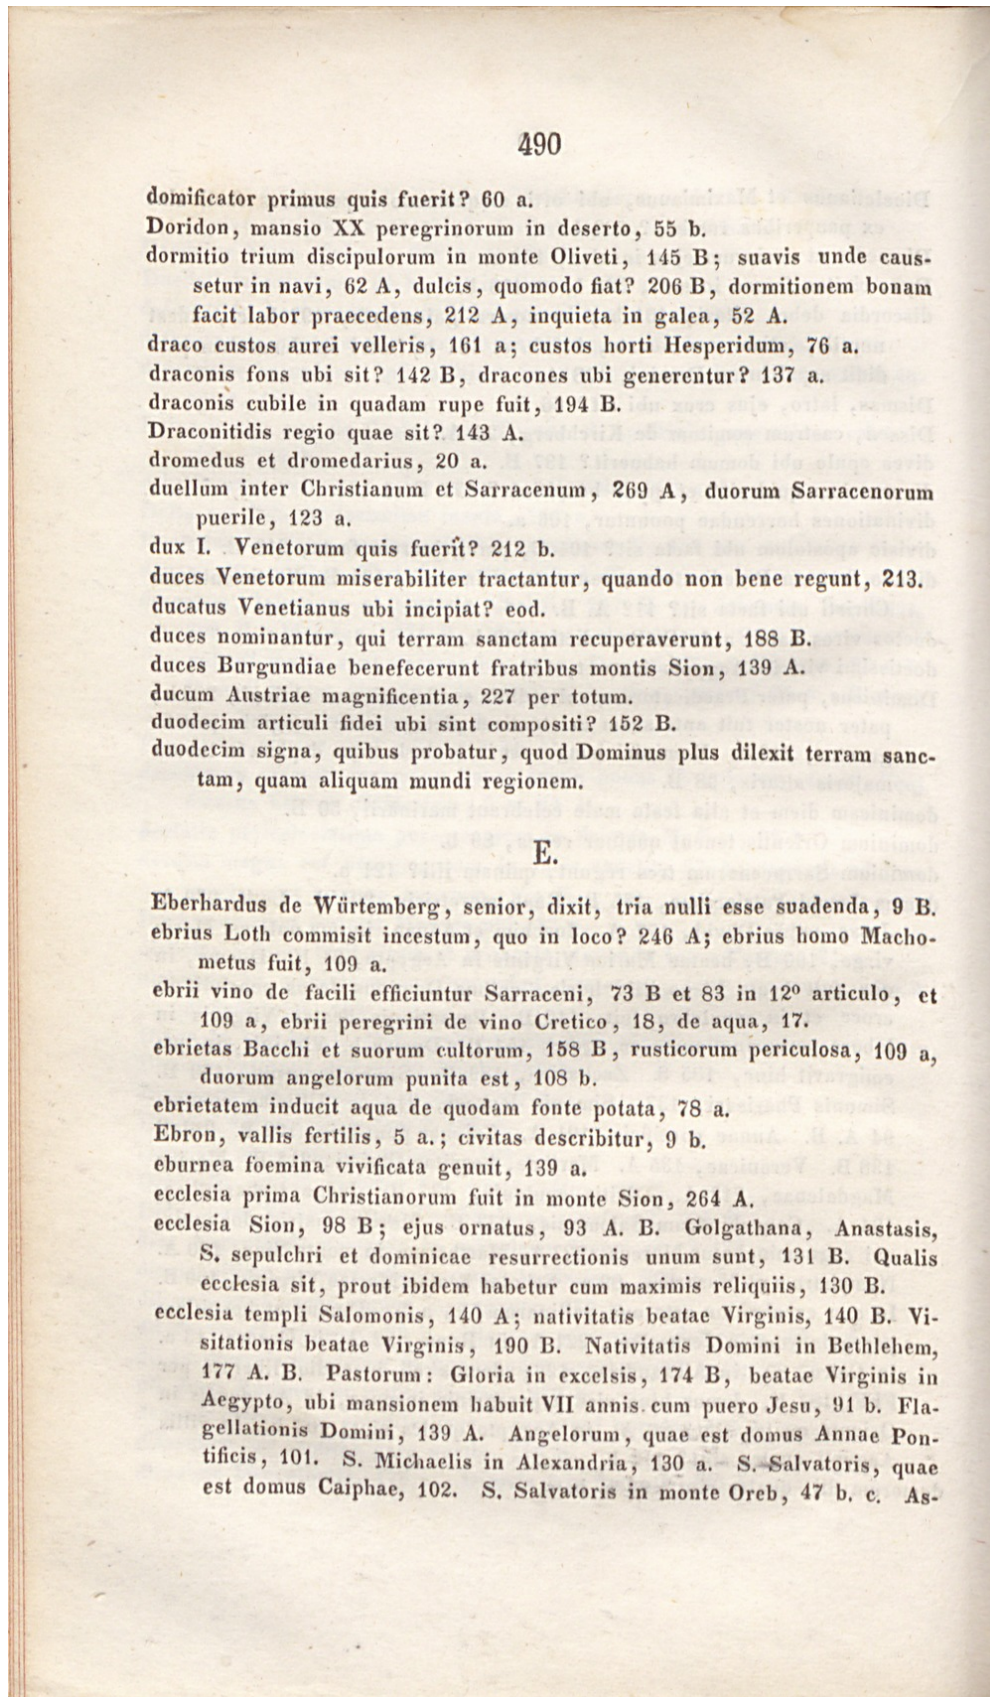 490
domificator primus quis fuerit? 60 a.
Doridon, mansio XX peregrinorum in deserto, 55 b.
dormitio trium discipulorum in monte Oliveti, 145 B; suavis unde caus-
setur in navi, 62 A, dulcis, quomodo fiat? 206 B, dormitionem bonam
facit labor praecedens, 212 A, inquieta in galea, 52 A.
draco custos aurei velleris, 161 a; custos horti Hesperidum, 76 a.
draconis fons ubi sit? 142 B, dracones ubi generentur? 137 a.
draconis cubile in quadam rupe fuit, 194 B.
Draconitidis regio quae sit? 143 A.
dromedus et dromedarius, 20 a.
duellum inter Christianum et Sarracenum, 269 A, duorum Sarracenorum
puerile, 123 a.
dux I. Venetorum quis fuerit? 212 b.
duces Venetorum miserabiliter tractantur, quando non bene regunt, 213.
ducatus Venetianus ubi incipiat? eod.
duces nominantur, qui terram sanctam recuperaverunt, 188 B.
duces Burgundiae benefecerunt fratribus montis Sion, 139 A.
ducum Austriae magnificentia, 227 per totum.
duodecim articuli fidei ubi sint compositi? 152 B.
duodecim signa, quibus probatur, quod Dominus plus dilexit terram sanc-
tam, quam aliquam mundi regionem.
E.
Eberhardus de Würtemberg, senior, dixit, tria nulli esse suadenda, 9 B.
ebrius Loth commisit incestum, quo in loco? 246 A; ebrius homo Macho-
metus fuit, 109 a.
ebrii vino de facili efficiuntur Sarraceni, 73 B et 83 in 12º articulo, et
109 a, ebrii peregrini de vino Cretico, 18, de aqua, 17.
ebrietas Bacchi et suorum cultorum, 158 B, rusticorum periculosa, 109 a,
duorum angelorum punita est, 108 b.
ebrietatem inducit aqua de quodam fonte potata, 78 a.
Ebron, vallis fertilis, 5 a.; civitas describitur, 9 b.
eburnea foemina vivificata genuit, 139 a.
ecclesia prima Christianorum fuit in monte Sion, 264 A.
ecclesia Sion, 98 B; ejus ornatus, 93 A. B. Golgathana, Anastasis,
S. sepulchri et dominicae resurrectionis unum sunt, 131 B. Qualis
ecclesia sit, prout ibidem habetur cum maximis reliquiis, 130 B.
ecclesia templi Salomonis, 140 A; nativitatis beatae Virginis, 140 B. Vi-
sitationis beatae Virginis, 190 B. Nativitatis Domini in Bethlehem,
177 A. B. Pastorum: Gloria in excelsis, 174 B, beatae Virginis in
Aegypto, ubi mansionem habuit VII annis cum puero Jesu, 91 b. Fla-
gellationis Domini, 139 A. Angelorum, quae est domus Annae Pon-
tificis, 101. S. Michaelis in Alexandria, 130 a. S. Salvatoris, quae
est domus Caiphae, 102. S. Salvatoris in monte Oreb, 47 b. c. As-